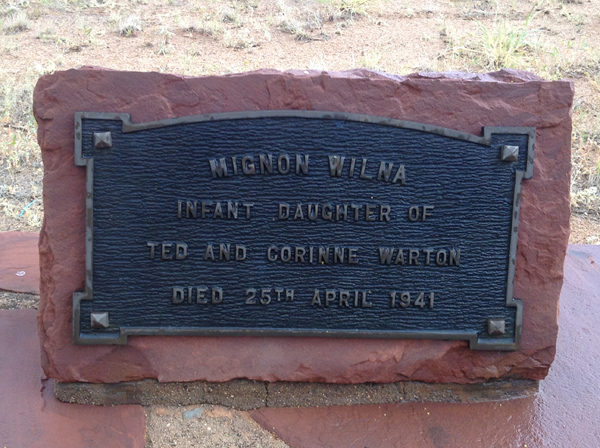 MIGNON WILNA
INFANT DAUGHTER OF
TED AND CORINNE WARTON
DIED 25TH APRIL 1941